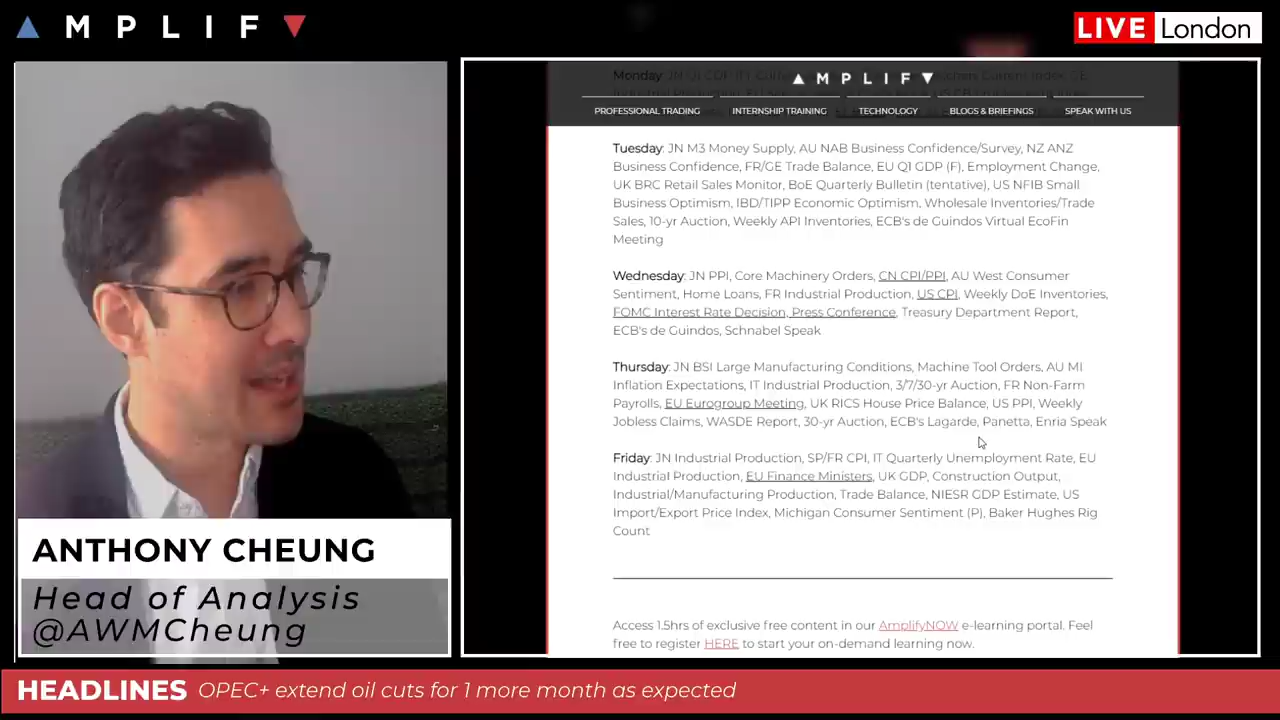 AMPLIFY
LIVE London
AMPLIFY
PROFESSIONAL TRADING
INTERNSHIP TRAINING
TECHNOLOGY
BLOGS & BRIEFINGS
SPEAK WITH US
Monday
Tuesday: JN M3 Money Supply, AU NAB Business Confidence/Survey, NZ ANZ
Business Confidence, FR/GE Trade Balance, EU Q1 GDP (F), Employment Change,
UK BRC Retail Sales Monitor, BoE Quarterly Bulletin (tentative), US NFIB Small
Business Optimism, IBD/TIPP Economic Optimism, Wholesale Inventories/Trade
Sales, 10-yr Auction, Weekly API Inventories, ECB's de Guindos Virtual EcoFin
Meeting
Wednesday: JN PPI, Core Machinery Orders, CN CPI/PPI, AU West Consumer
Sentiment, Home Loans, FR Industrial Production, US CPI, Weekly DoE Inventories,
FOMC Interest Rate Decision, Press Conference, Treasury Department Report,
ECB's de Guindos, Schnabel Speak
Thursday: JN BSI Large Manufacturing Conditions, Machine Tool Orders, AU MI
Inflation Expectations, IT Industrial Production, 3/7/30-yr Auction, FR Non-Farm
Payrolls, EU Eurogroup Meeting, UK RICS House Price Balance, US PPI, Weekly
Jobless Claims, WASDE Report, 30-yr Auction, ECB's Lagarde, Panetta, Enria Speak
Friday: JN Industrial Production, SP/FR CPI, IT Quarterly Unemployment Rate, EU
Industrial Production, EU Finance Ministers, UK GDP, Construction Output,
Industrial/Manufacturing Production, Trade Balance, NIESR GDP Estimate, US
Import/Export Price Index, Michigan Consumer Sentiment (P), Baker Hughes Rig
Count
Access 1.5hrs of exclusive free content in our AmplifyNOW e-learning portal. Feel
free to register HERE to start your on-demand learning now.
ANTHONY CHEUNG
Head of Analysis
@AWMCheung
HEADLINES OPEC+ extend oil cuts for 1 more month as expected